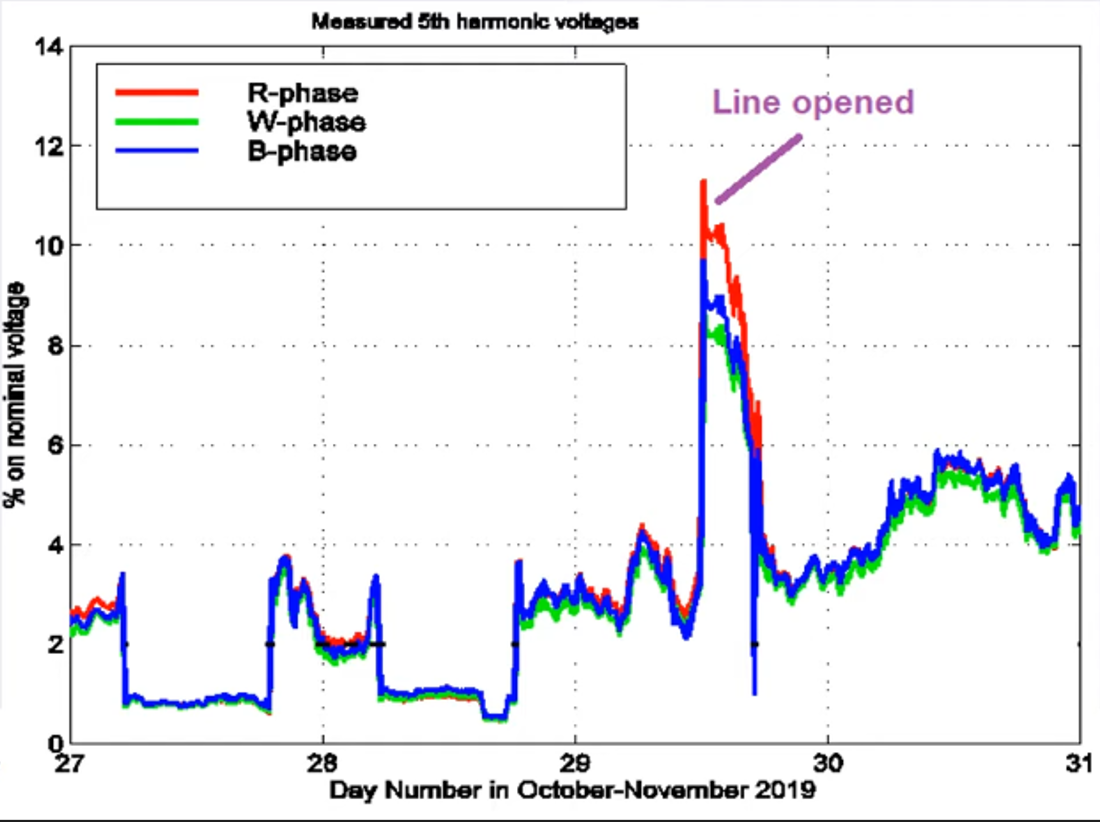 Measured 5th harmonic voltages
14
12
10
8
6
4
2
0
% on nominal voltage
R-phase
W-phase
B-phase
Line opened
27
28
29
30
31
Day Number in October-November 2019